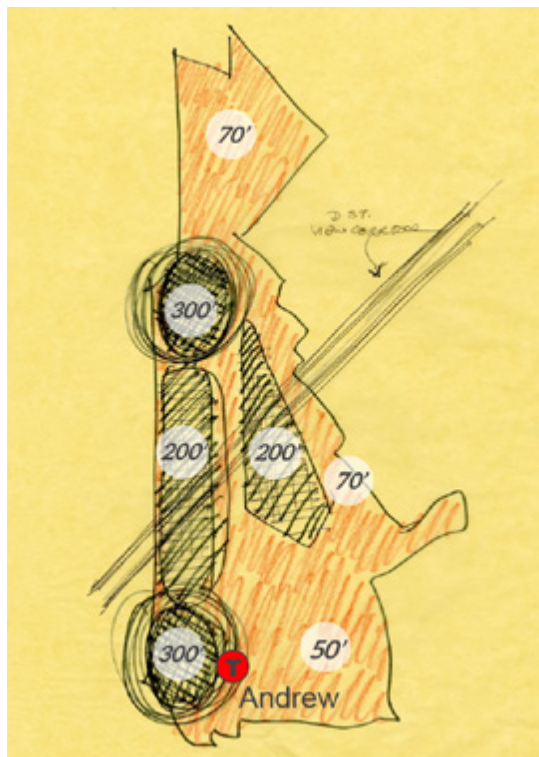 70'
D ST.
VIEW CORRIDOR
300'
200'
200'
70'
300'
50'
T
Andrew